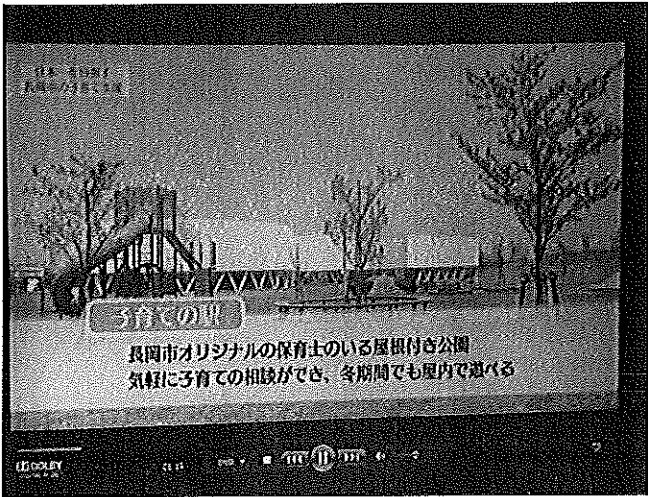 子育ての駅
長岡市オリジナルの保育士のいる屋根付き公園
気軽に子育ての相談ができ、冬期間でも屋内で遊べる
DOLBY
DVD